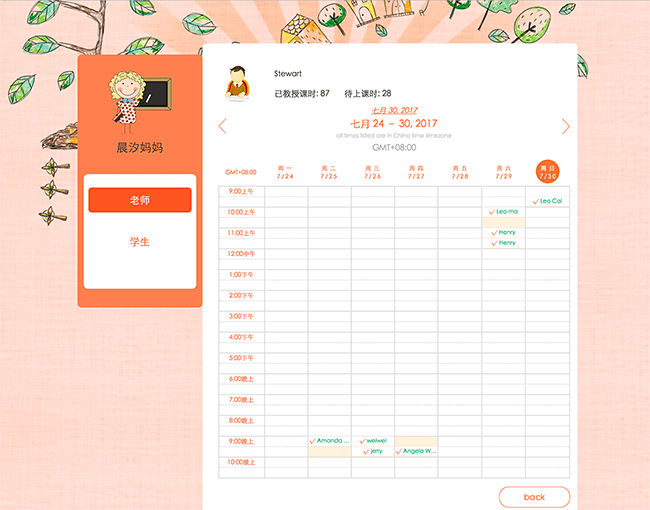 晨汐妈妈
老师
学生
Stewart
已教授课时: 87 待上课时: 28
七月 30, 2017
七月 24 – 30, 2017
all times listed are in China time timezone
GMT+08:00
GMT+08:00 周一 周二 周三 周四 周五 周六 周日
7/24 7/25 7/26 7/27 7/28 7/29 7/30
9:00上午
Leo Cai
10:00上午 Leo ma
11:00上午 Henry
Henry
12:00中午
1:00下午
2:00下午
3:00下午
4:00下午
5:00下午
6:00晚上
7:00晚上
8:00晚上
9:00晚上 Amanda ... weiwei
jerry Angela W...
10:00晚上
back